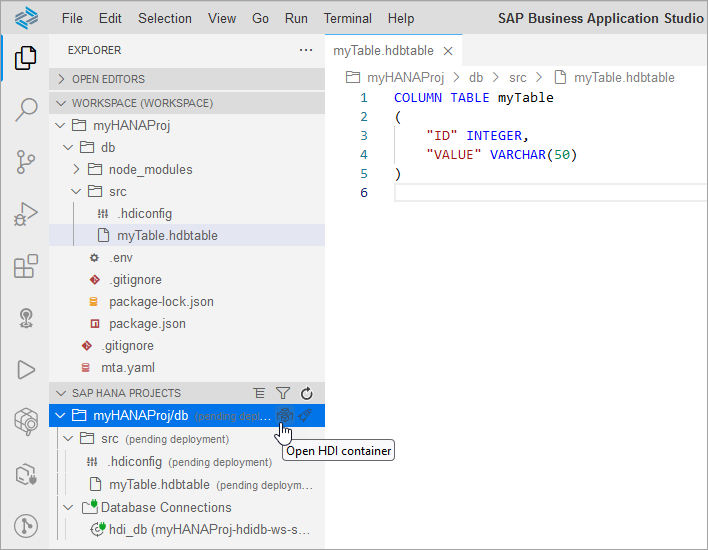 File Edit View Go Run Terminal Help SAP Business Application Studio
EXPLORER
OPEN EDITORS
WORKSPACE (WORKSPACE)
myHANAProj
db
node_modules
src
.hdiconfig
myTable.hdbtable
.env
.gitignore
package-lock.json
package.json
.gitignore
mta.yaml
SAP HANA PROJECTS
myHANAProj/db (pending depl...
src (pending deployment)
.hdiconfig (pending deployment)
myTable.hdbtable (pending deploym...
Database Connections
hdi_db (myHANAProj-hdidb-ws-s...
Open HDI container
myTable.hdbtable
myHANAProj > db > src > myTable.hdbtable
1 COLUMN TABLE myTable
2 (
3 "ID" INTEGER,
4 "VALUE" VARCHAR(50)
5 )
6